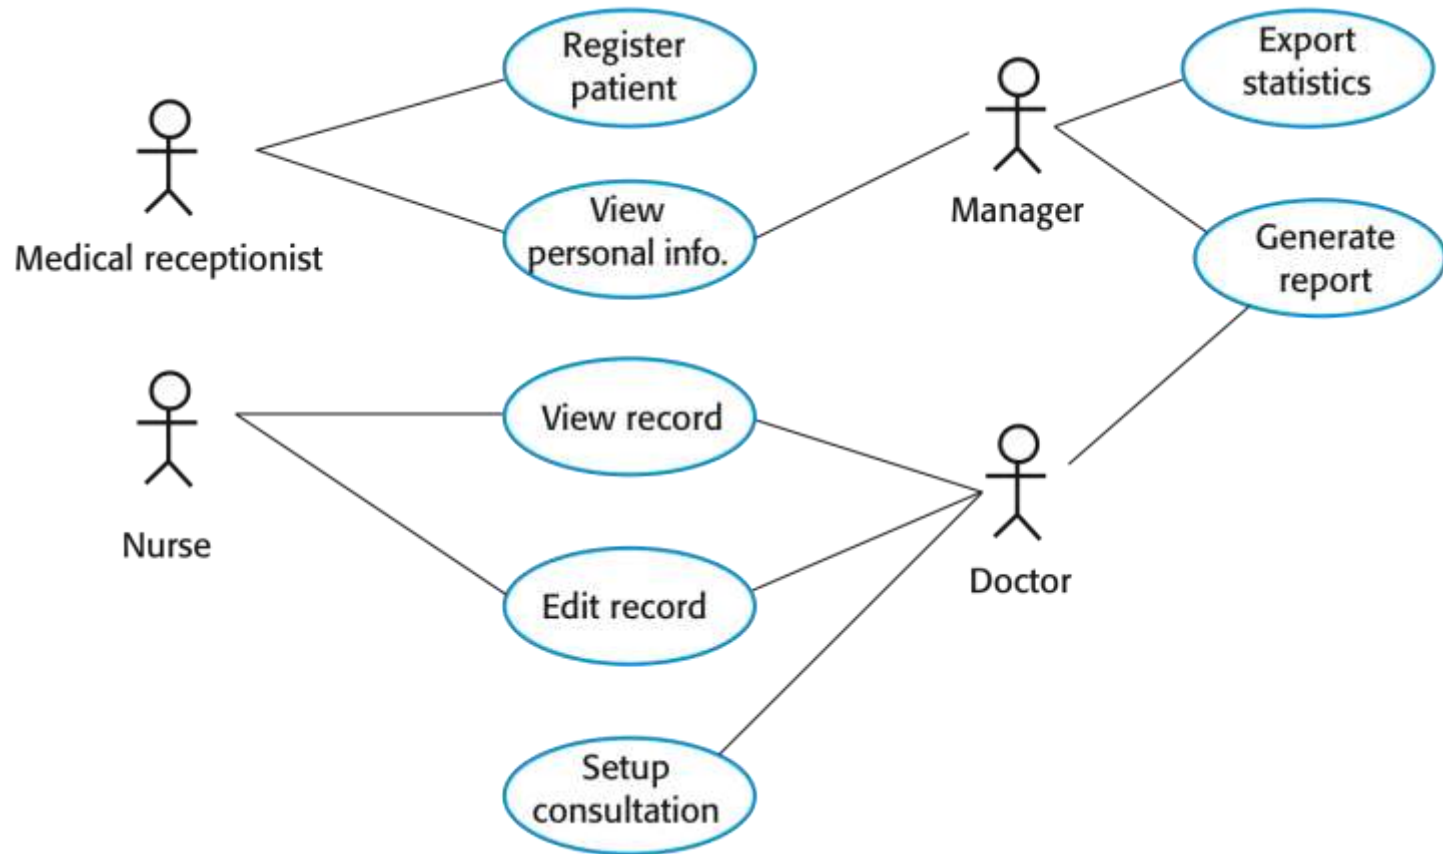 Register
patient
Export
statistics
Medical receptionist
View
personal info.
Manager
Generate
report
Nurse
View record
Edit record
Doctor
Setup
consultation